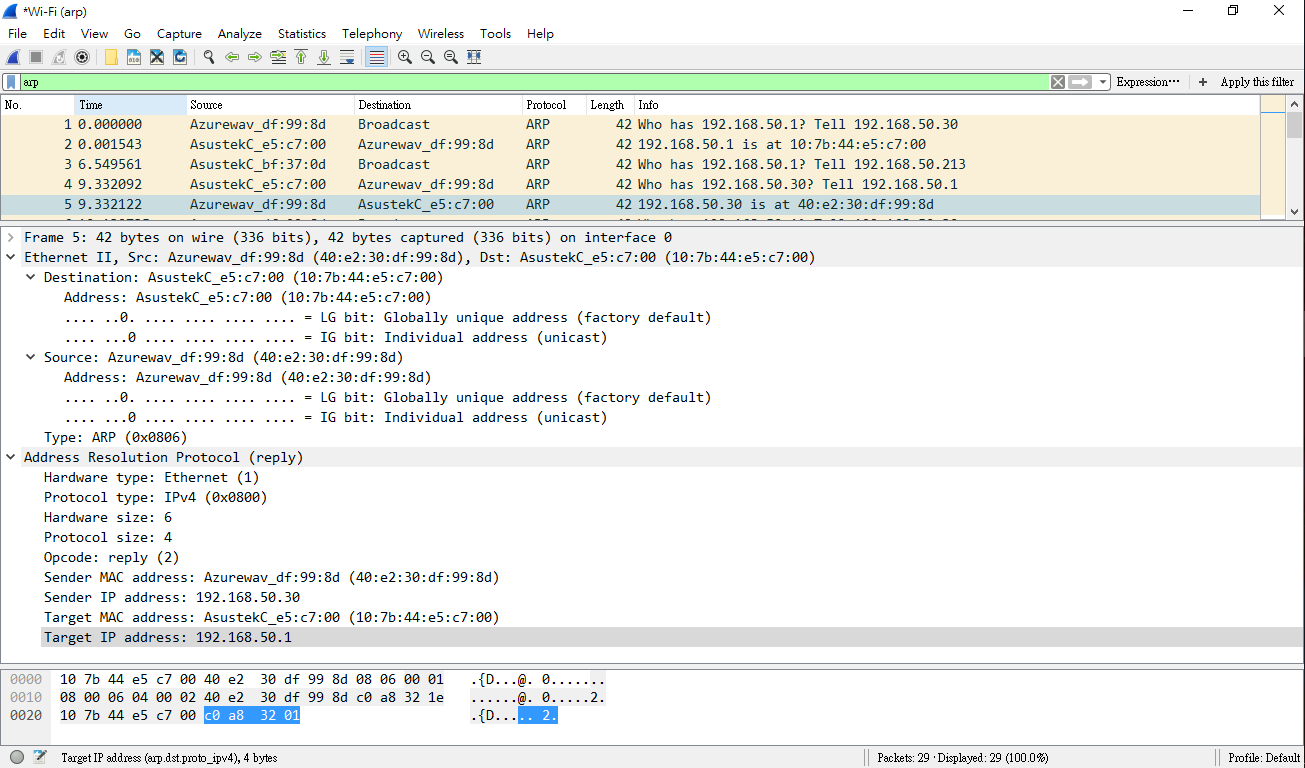 *Wi-Fi (arp)
File Edit View Go Capture Analyze Statistics Telephony Wireless Tools Help
arp Expression⋯ + Apply this filter
No. Time Source Destination Protocol Length Info
1 0.000000 Azurewav_df:99:8d Broadcast ARP 42 Who has 192.168.50.1? Tell 192.168.50.30
2 0.001543 AsustekC_e5:c7:00 Azurewav_df:99:8d ARP 42 192.168.50.1 is at 10:7b:44:e5:c7:00
3 6.549561 AsustekC_bf:37:0d Broadcast ARP 42 Who has 192.168.50.1? Tell 192.168.50.213
4 9.332092 AsustekC_e5:c7:00 Azurewav_df:99:8d ARP 42 Who has 192.168.50.30? Tell 192.168.50.1
5 9.332122 Azurewav_df:99:8d AsustekC_e5:c7:00 ARP 42 192.168.50.30 is at 40:e2:30:df:99:8d
Frame 5: 42 bytes on wire (336 bits), 42 bytes captured (336 bits) on interface 0
Ethernet II, Src: Azurewav_df:99:8d (40:e2:30:df:99:8d), Dst: AsustekC_e5:c7:00 (10:7b:44:e5:c7:00)
Destination: AsustekC_e5:c7:00 (10:7b:44:e5:c7:00)
Address: AsustekC_e5:c7:00 (10:7b:44:e5:c7:00)
.... ..0. .... .... .... .... = LG bit: Globally unique address (factory default)
.... ...0 .... .... .... .... = IG bit: Individual address (unicast)
Source: Azurewav_df:99:8d (40:e2:30:df:99:8d)
Address: Azurewav_df:99:8d (40:e2:30:df:99:8d)
.... ..0. .... .... .... .... = LG bit: Globally unique address (factory default)
.... ...0 .... .... .... .... = IG bit: Individual address (unicast)
Type: ARP (0x0806)
Address Resolution Protocol (reply)
Hardware type: Ethernet (1)
Protocol type: IPv4 (0x0800)
Hardware size: 6
Protocol size: 4
Opcode: reply (2)
Sender MAC address: Azurewav_df:99:8d (40:e2:30:df:99:8d)
Sender IP address: 192.168.50.30
Target MAC address: AsustekC_e5:c7:00 (10:7b:44:e5:c7:00)
Target IP address: 192.168.50.1
0000 10 7b 44 e5 c7 00 40 e2 30 df 99 8d 08 06 00 01 .{D...@. 0.......
0010 08 00 06 04 00 02 40 e2 30 df 99 8d c0 a8 32 1e ......@. 0.....2.
0020 10 7b 44 e5 c7 00 c0 a8 32 01 .{D..... 2.
Target IP address (arp.dst.proto_ipv4), 4 bytes Packets: 29 · Displayed: 29 (100.0%) Profile: Default